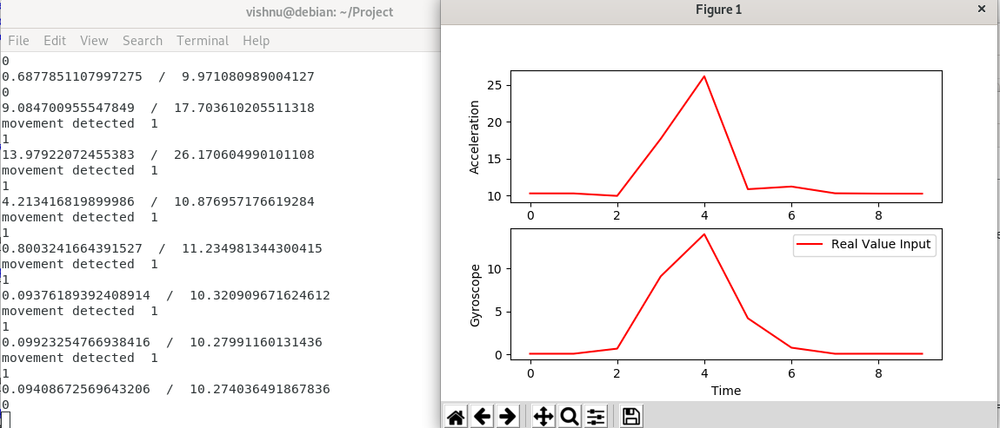 vishnu@debian: ~/Project
File Edit View Search Terminal Help
0
0.6877851107997275 / 9.971080989004127
0
9.084700955547849 / 17.703610205511318
movement detected 1
1
13.97922072455383 / 26.170604990101108
movement detected 1
1
4.213416819899986 / 10.876957176619284
movement detected 1
1
0.8003241664391527 / 11.234981344300415
movement detected 1
1
0.09376189392408914 / 10.320909671624612
movement detected 1
1
0.09923254766938416 / 10.27991160131436
movement detected 1
1
0.09408672569643206 / 10.274036491867836
0
Figure 1
×
Acceleration
25
20
15
10
0 2 4 6 8
Real Value Input
Gyroscope
10
5
0
0 2 4 6 8
Time